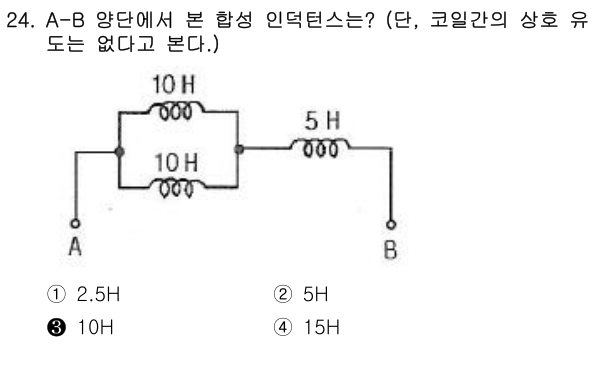 24. A-B 양단에서 본 합성 인덕턴스는? (단, 코일간의 상호 유
도는 없다고 본다.)
10 H
5 H
10 H
A
B
① 2.5H ② 5H
❸ 10H ④ 15H